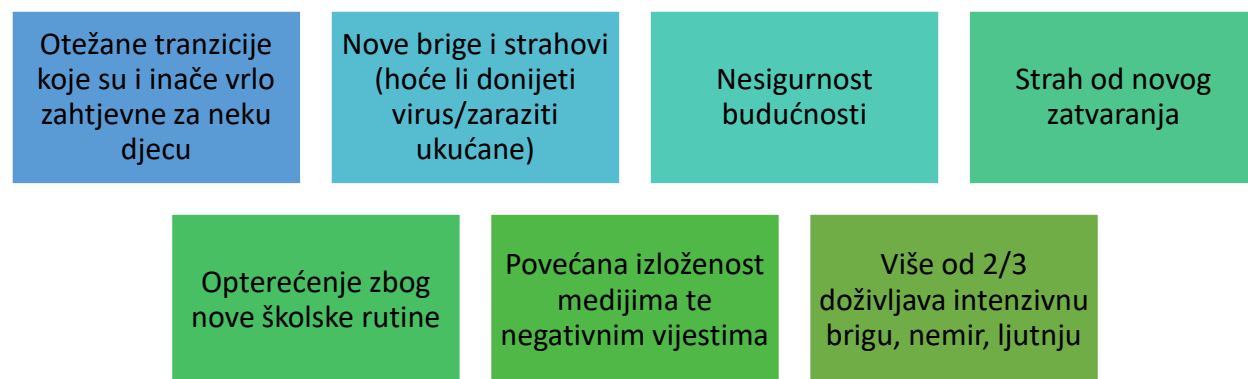 Otežane tranzicije
koje su i inače vrlo
zahtjevne za neku
djecu
Nove brige i strahovi
(hoće li donijeti
virus/zaraziti
ukućane)
Nesigurnost
budućnosti
Strah od novog
zatvaranja
Opterećenje zbog
nove školske rutine
Povećana izloženost
medijima te
negativnim vijestima
Više od 2/3
doživljava intenzivnu
brigu, nemir, ljutnju